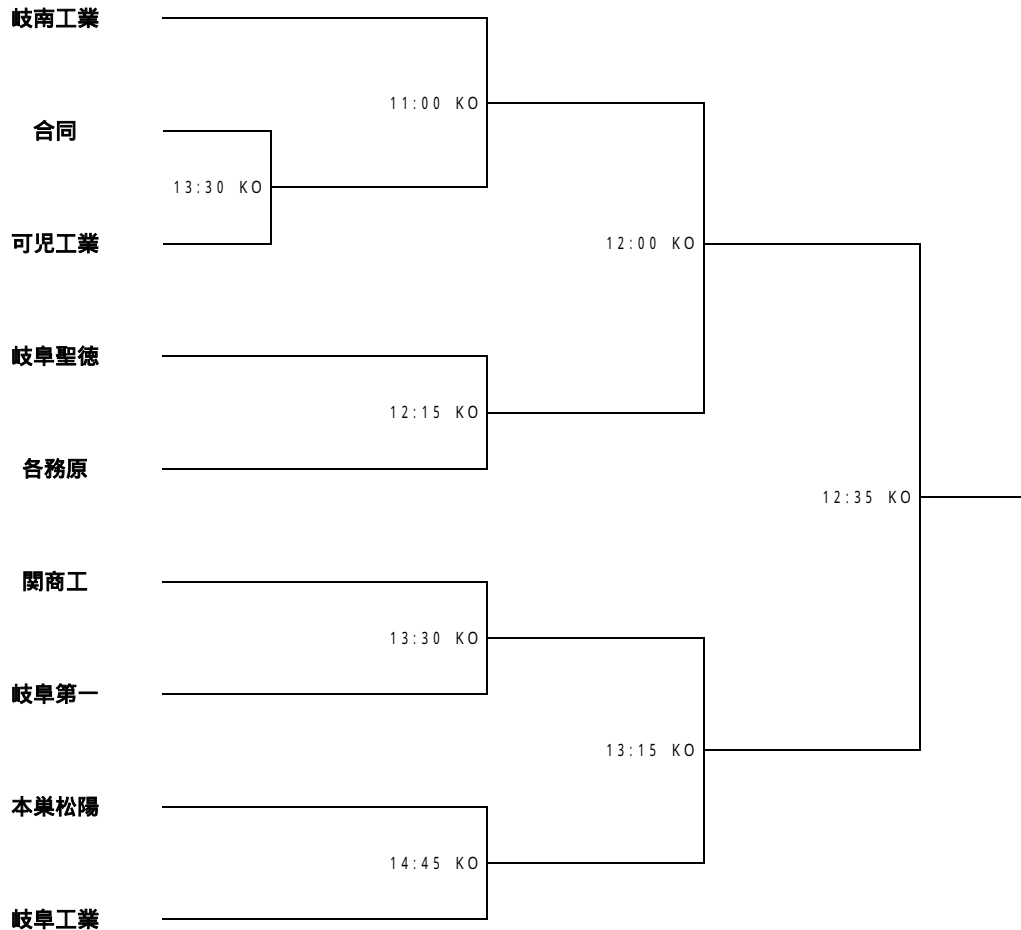 岐南工業
11:00 KO
合同
13:30 KO
可児工業
12:00 KO
岐阜聖徳
12:15 KO
各務原
12:35 KO
関商工
13:30 KO
岐阜第一
13:15 KO
本巣松陽
14:45 KO
岐阜工業